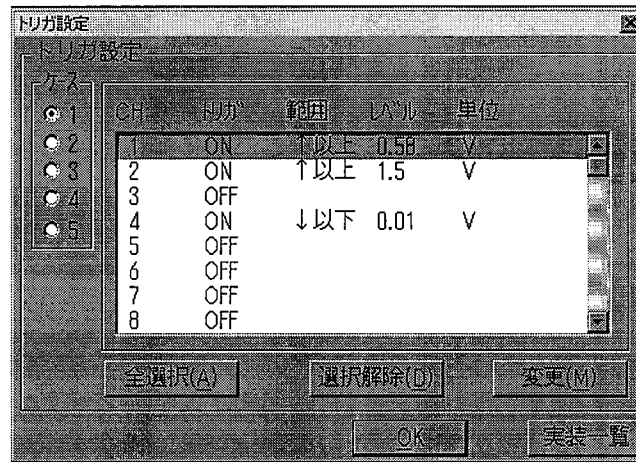 トリガ設定
トリガ設定
ケース
1
2
3
4
5
CH トリガ 範囲 レベル 単位
1 ON ↑以上 0.58 V
2 ON ↑以上 1.5 V
3 OFF
4 ON ↓以下 0.01 V
5 OFF
6 OFF
7 OFF
8 OFF
全選択(A) 選択解除(D) 変更(M)
OK 実装一覧